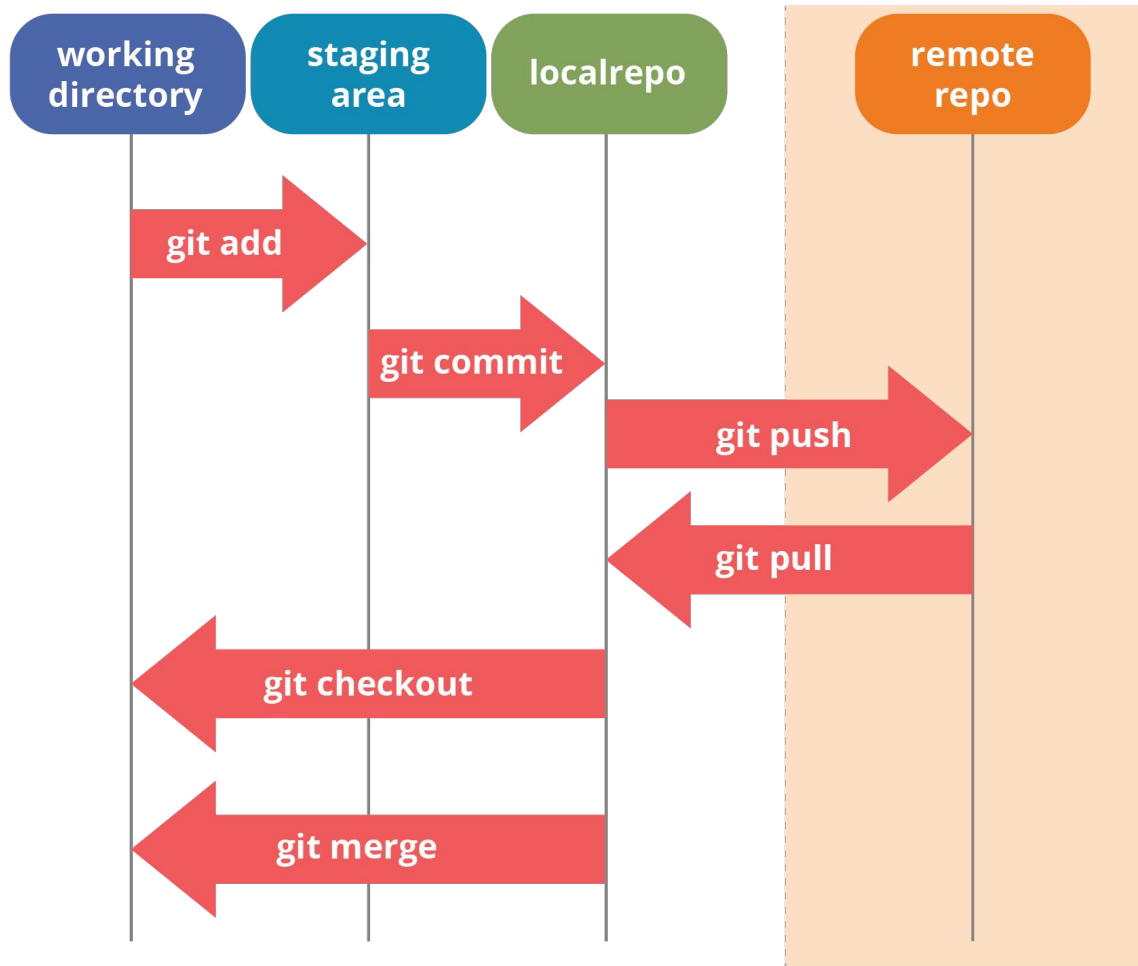 working
directory
staging
area
localrepo
remote
repo
git add
git commit
git push
git pull
git checkout
git merge